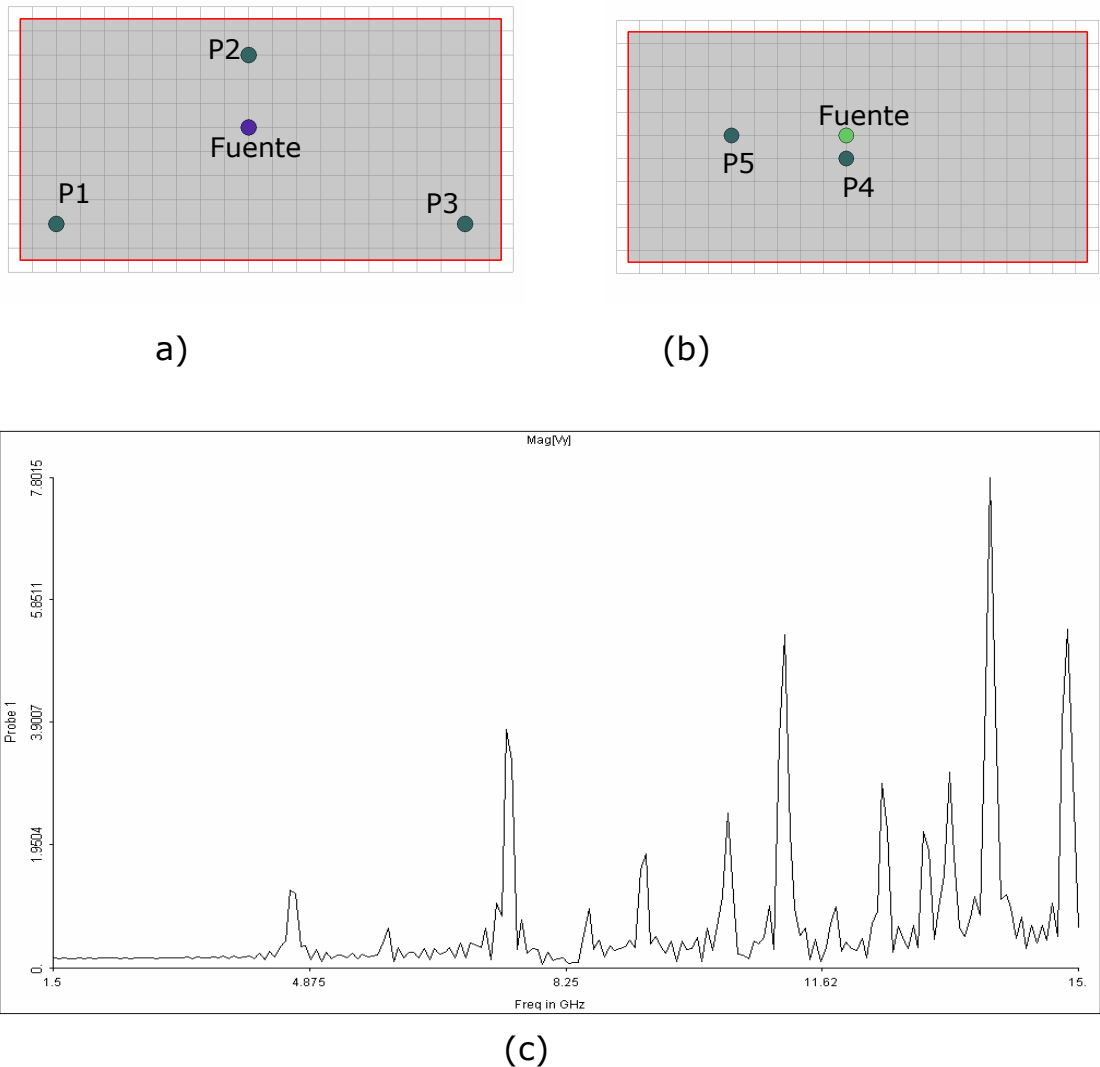 P2
Fuente
P1
P3
Fuente
P5
P4
a)
(b)
Mag[Vy]
7.8015
5.8511
3.9007
1.9504
0.
Probe 1
1.5
4.875
8.25
11.62
15.
Freq in GHz
(c)